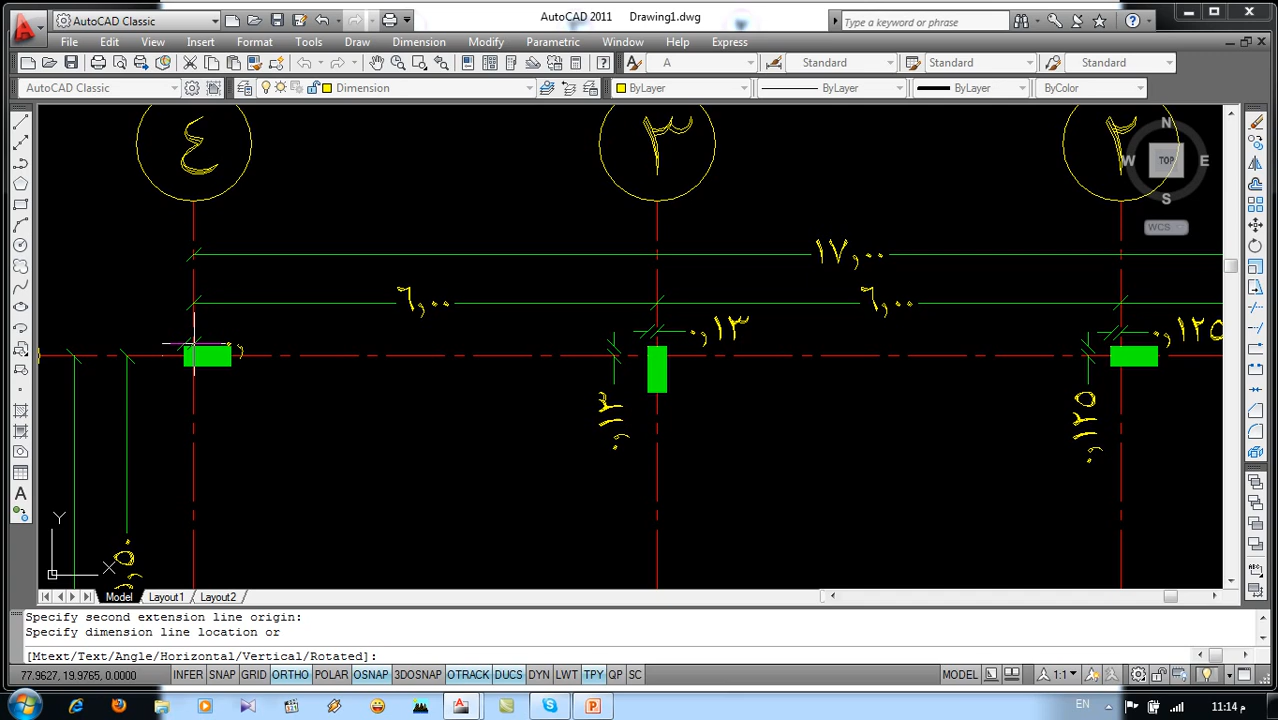 AutoCAD Classic
AutoCAD 2011 Drawing1.dwg
Type a keyword or phrase
File Edit View Insert Format Tools Draw Dimension Modify Parametric Window Help Express
A Standard Standard Standard
AutoCAD Classic Dimension ByLayer ByLayer ByLayer ByColor
٤ ٣ ٢
N
W TOP E
S
WCS
١٧,٠٠
٦,٠٠ ٦,٠٠
٠,١٣ ٠,١٢٥
٠,١٢٥
Y
X
Model Layout1 Layout2
Specify second extension line origin:
Specify dimension line location or
[Mtext/Text/Angle/Horizontal/Vertical/Rotated]:
77.9627, 19.9765, 0.0000 INFER SNAP GRID ORTHO POLAR OSNAP 3DOSNAP OTRACK DUCS DYN LWT TPY QP SC MODEL 1:1
EN 11:14 م